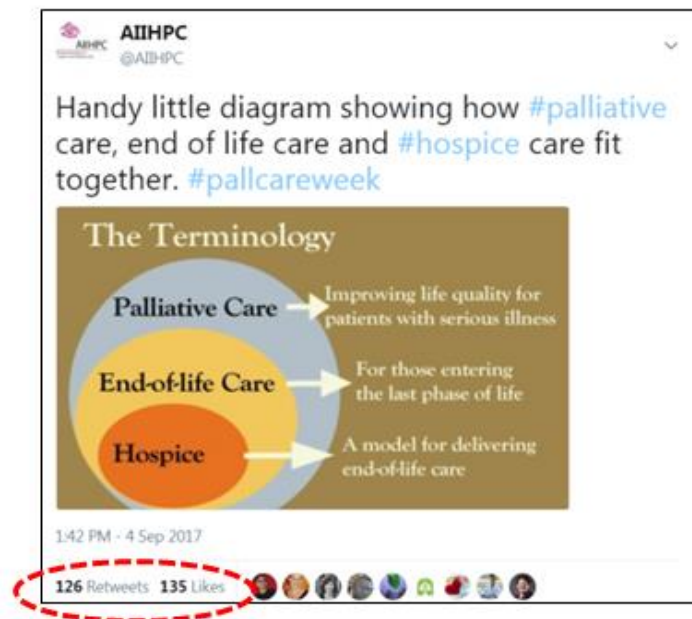 AIIHPC
@AIIHPC
Handy little diagram showing how #palliative
care, end of life care and #hospice care fit
together. #pallcareweek
The Terminology
Palliative Care
Improving life quality for
patients with serious illness
End-of-life Care
For those entering
the last phase of life
Hospice
A model for delivering
end-of-life care
1:42 PM - 4 Sep 2017
126 Retweets 135 Likes